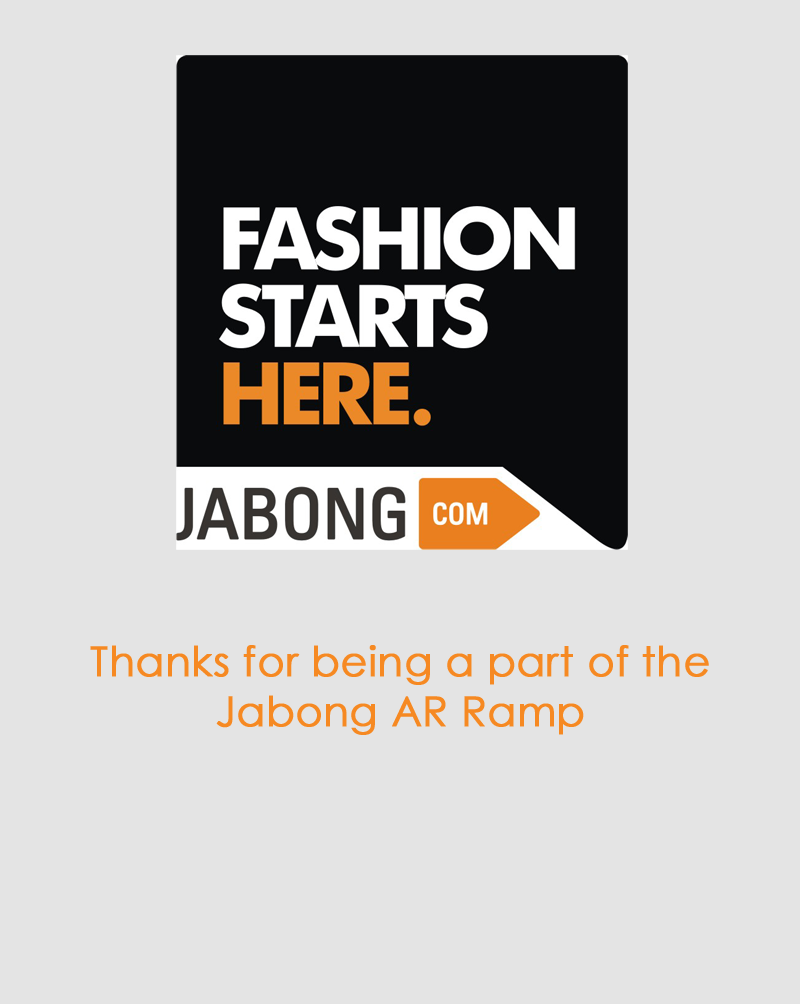 FASHION
STARTS
HERE.
JABONG COM
Thanks for being a part of the
Jabong AR Ramp